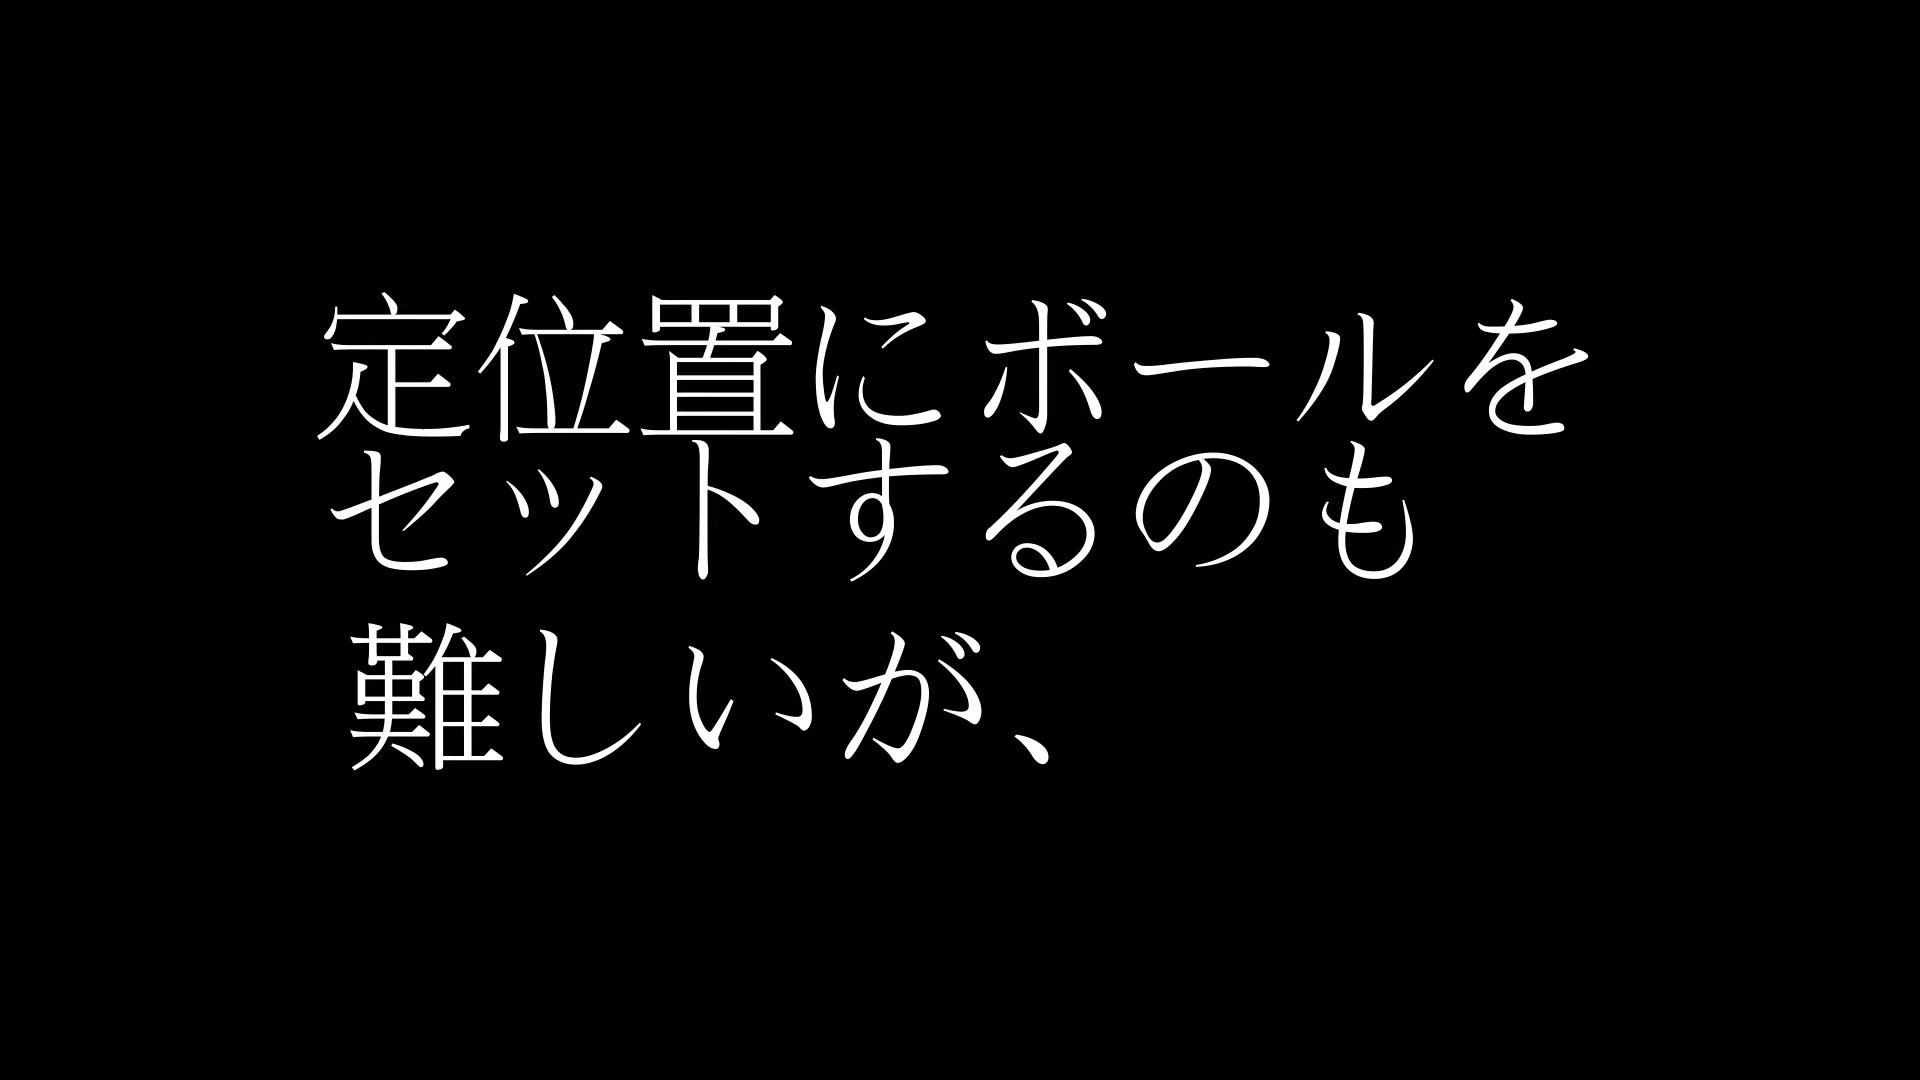 定位置にボールを
セットするのも
難しいが、